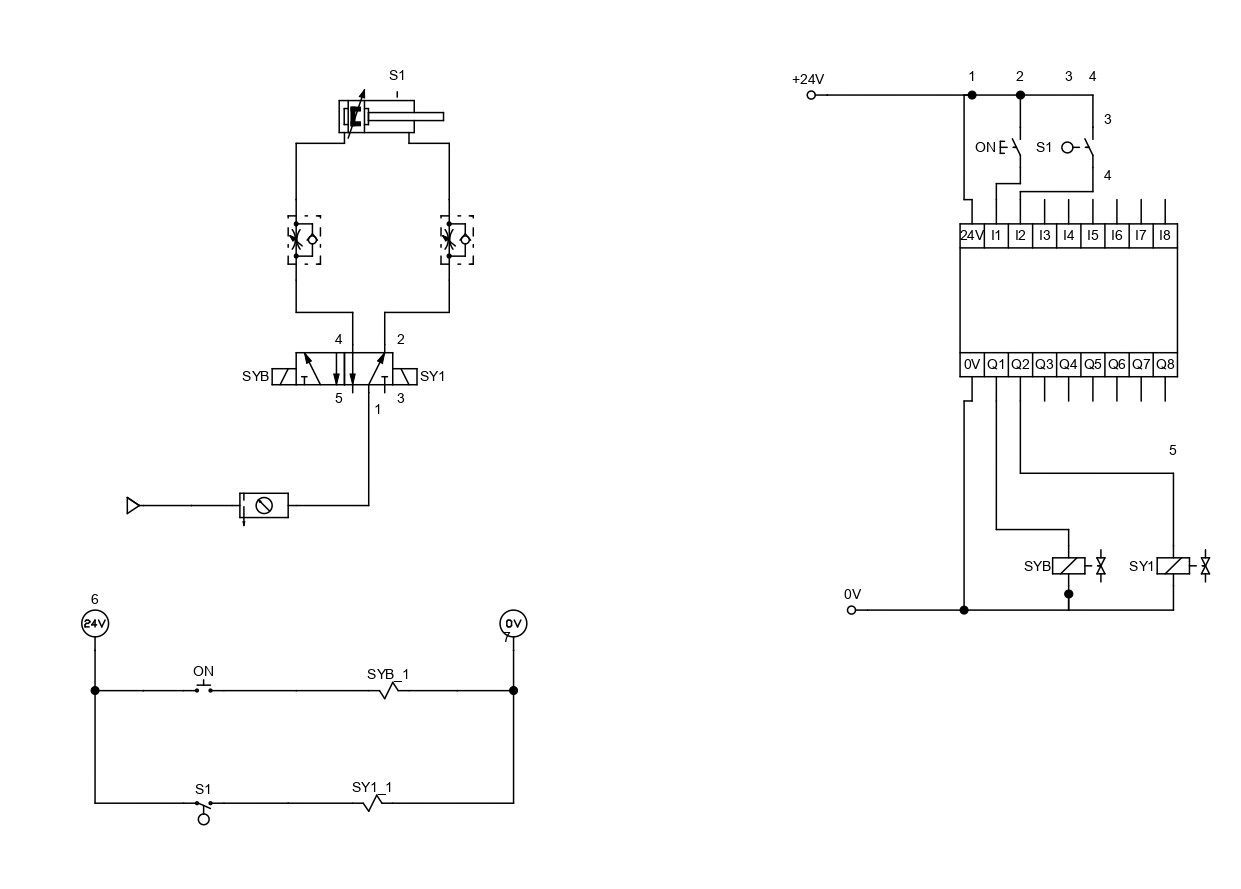 S1
4 2
SYB SY1
5 1 3
6
24V 0V
7
ON SYB_1
S1 SY1_1
+24V 1 2 3 4
3
ON S1
4
24V I1 I2 I3 I4 I5 I6 I7 I8
0V Q1 Q2 Q3 Q4 Q5 Q6 Q7 Q8
5
SYB SY1
0V